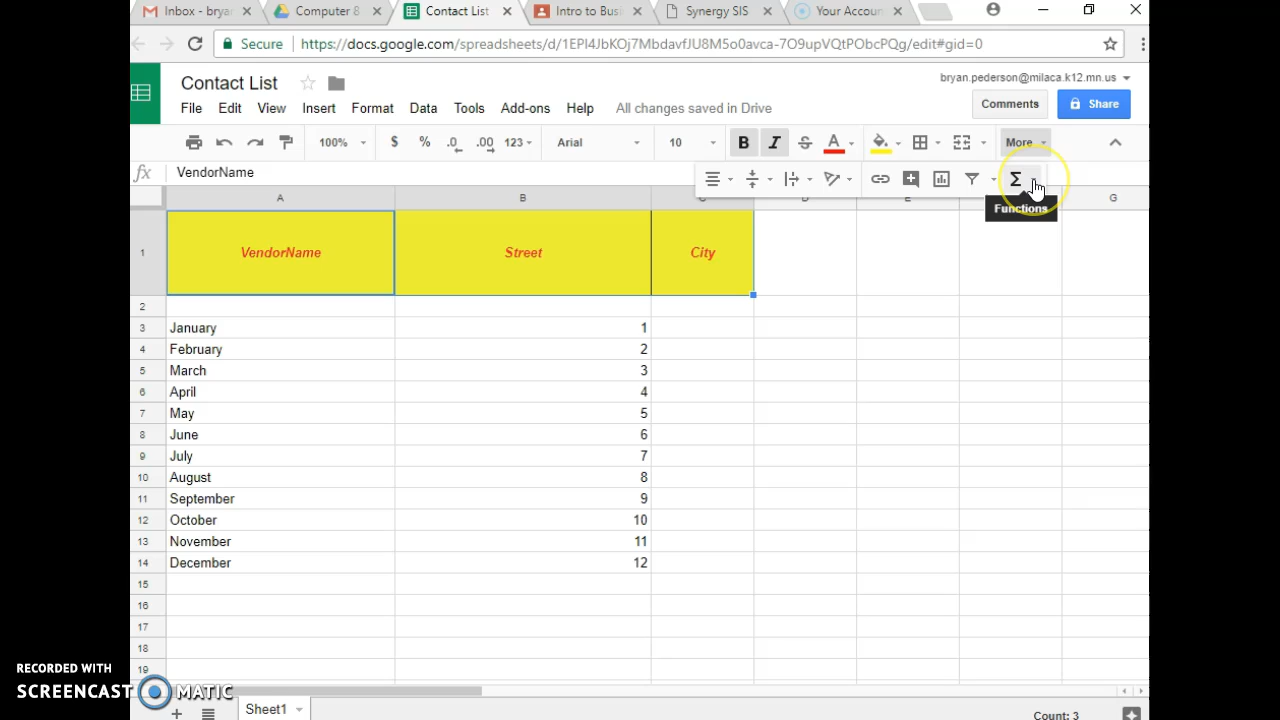 Inbox - brya
Computer 8
Contact List
Intro to Busi
Synergy SIS
Your Accoun
Secure
https://docs.google.com/spreadsheets/d/1EPI4JbKOj7MbdavfJU8M5o0avca-7O9upVQtPObcPQg/edit#gid=0
Contact List
bryan.pederson@milaca.k12.mn.us
File Edit View Insert Format Data Tools Add-ons Help All changes saved in Drive
Comments
Share
100% $ % .0 .00 123 Arial 10 B I S A More
fx VendorName
Σ
Functions
A B C D E G
1 VendorName Street City
2
3 January 1
4 February 2
5 March 3
6 April 4
7 May 5
8 June 6
9 July 7
10 August 8
11 September 9
12 October 10
13 November 11
14 December 12
15
16
17
18
19
RECORDED WITH
SCREENCAST MATIC
Sheet1
Count: 3